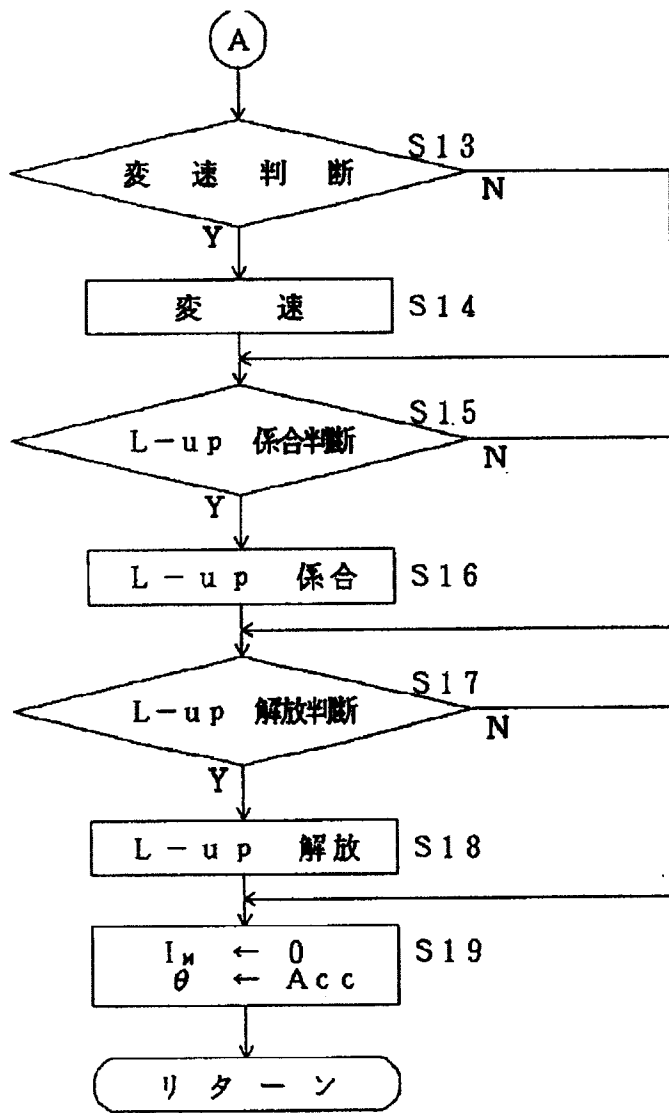 A
S13
変速判断
N
Y
変速 S14
S15
L-up 係合判断
N
Y
L-up 係合 S16
S17
L-up 解放判断
N
Y
L-up 解放 S18
I_M ← 0 S19
θ ← Acc
リターン